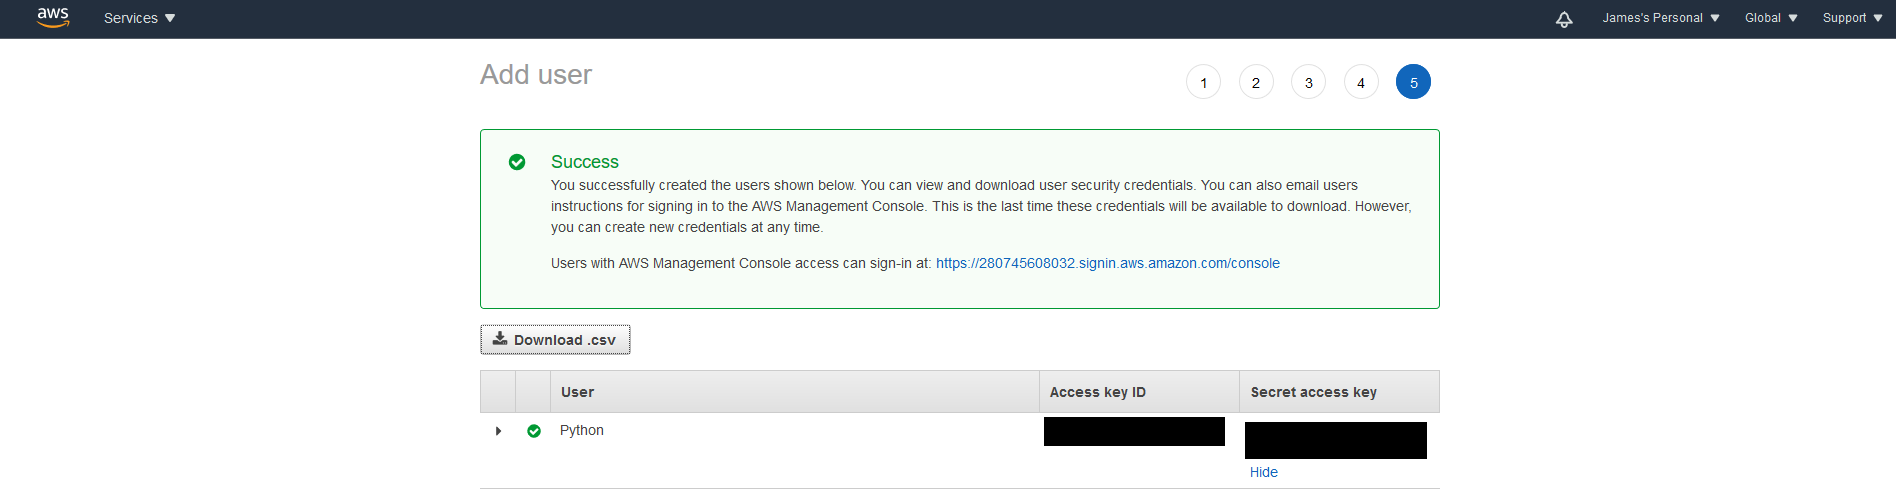 aws Services James's Personal Global Support
Add user 1 2 3 4 5
Success
You successfully created the users shown below. You can view and download user security credentials. You can also email users
instructions for signing in to the AWS Management Console. This is the last time these credentials will be available to download. However,
you can create new credentials at any time.
Users with AWS Management Console access can sign-in at: https://280745608032.signin.aws.amazon.com/console
Download .csv
User Access key ID Secret access key
Python
Hide